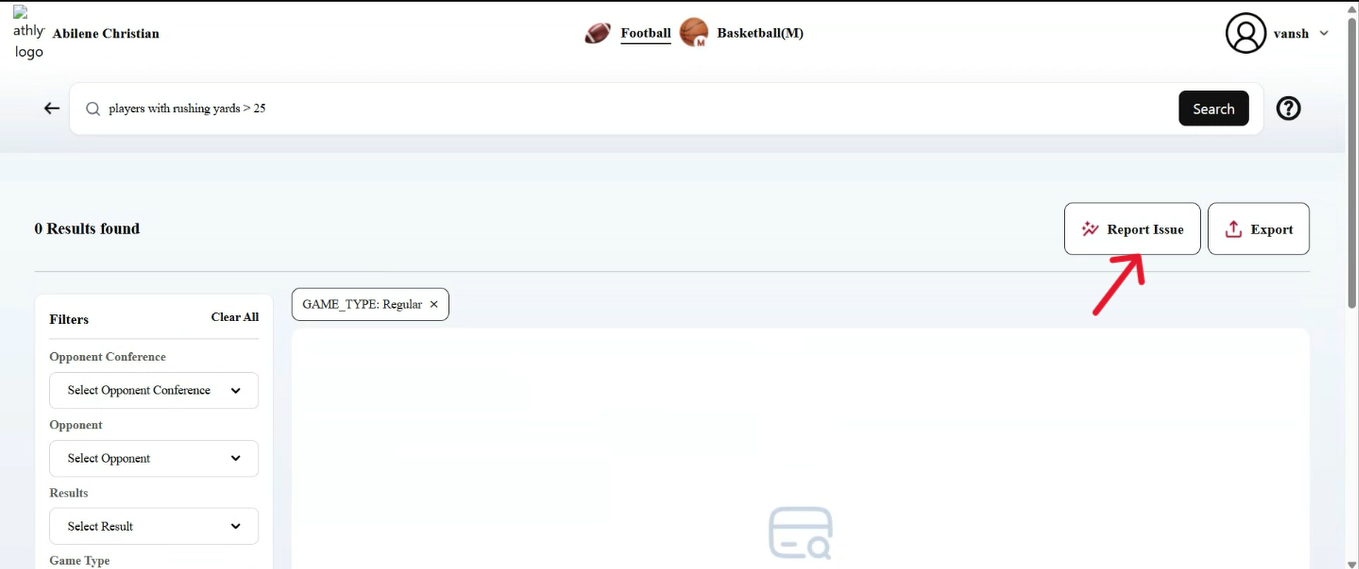 athly
logo
Abilene Christian
Football
M
Basketball(M)
vansh
players with rushing yards > 25
Search
?
0 Results found
Report Issue
Export
GAME_TYPE: Regular ×
Filters
Clear All
Opponent Conference
Select Opponent Conference
Opponent
Select Opponent
Results
Select Result
Game Type